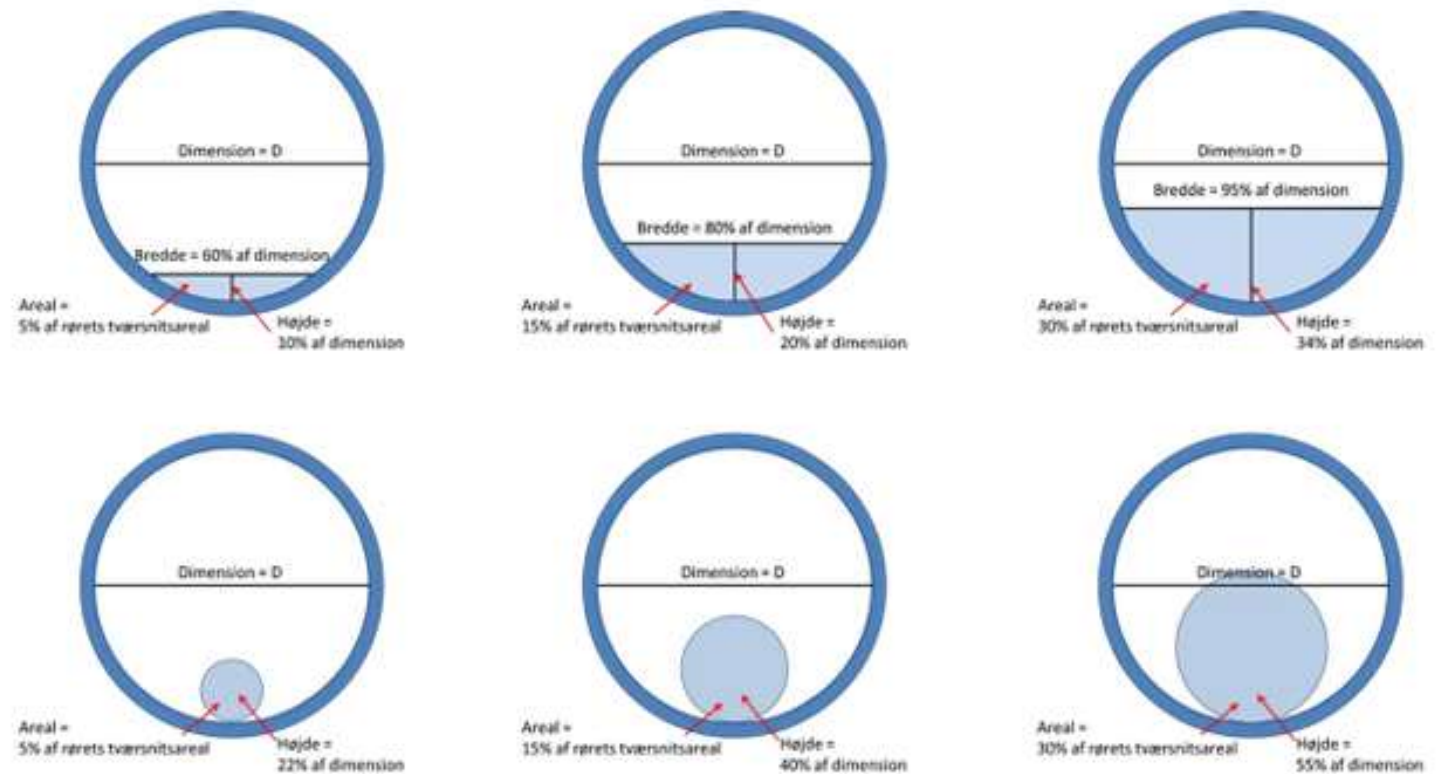 Dimension = D
Bredde = 60% af dimension
Areal =
5% af rørets tværsnitsareal
Højde =
10% af dimension
Dimension = D
Bredde = 80% af dimension
Areal =
15% af rørets tværsnitsareal
Højde =
20% af dimension
Dimension = D
Bredde = 95% af dimension
Areal =
30% af rørets tværsnitsareal
Højde =
34% af dimension
Dimension = D
Areal =
5% af rørets tværsnitsareal
Højde =
22% af dimension
Dimension = D
Areal =
15% af rørets tværsnitsareal
Højde =
40% af dimension
Dimension = D
Areal =
30% af rørets tværsnitsareal
Højde =
55% af dimension